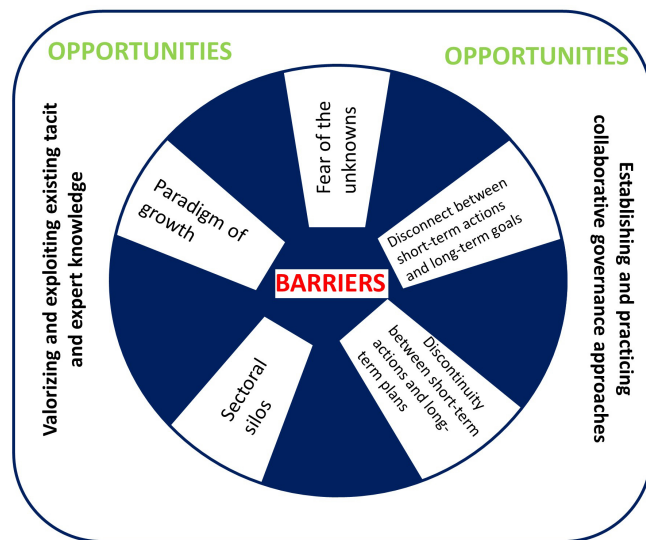 OPPORTUNITIES
OPPORTUNITIES
Valorizing and exploiting existing tacit
and expert knowledge
Establishing and practicing
collaborative governance approaches
Fear of the
unknowns
Paradigm of
growth
Disconnect between
short-term actions
and long-term goals
BARRIERS
Sectoral
silos
Discontinuity
between short-term
actions and long-
term plans